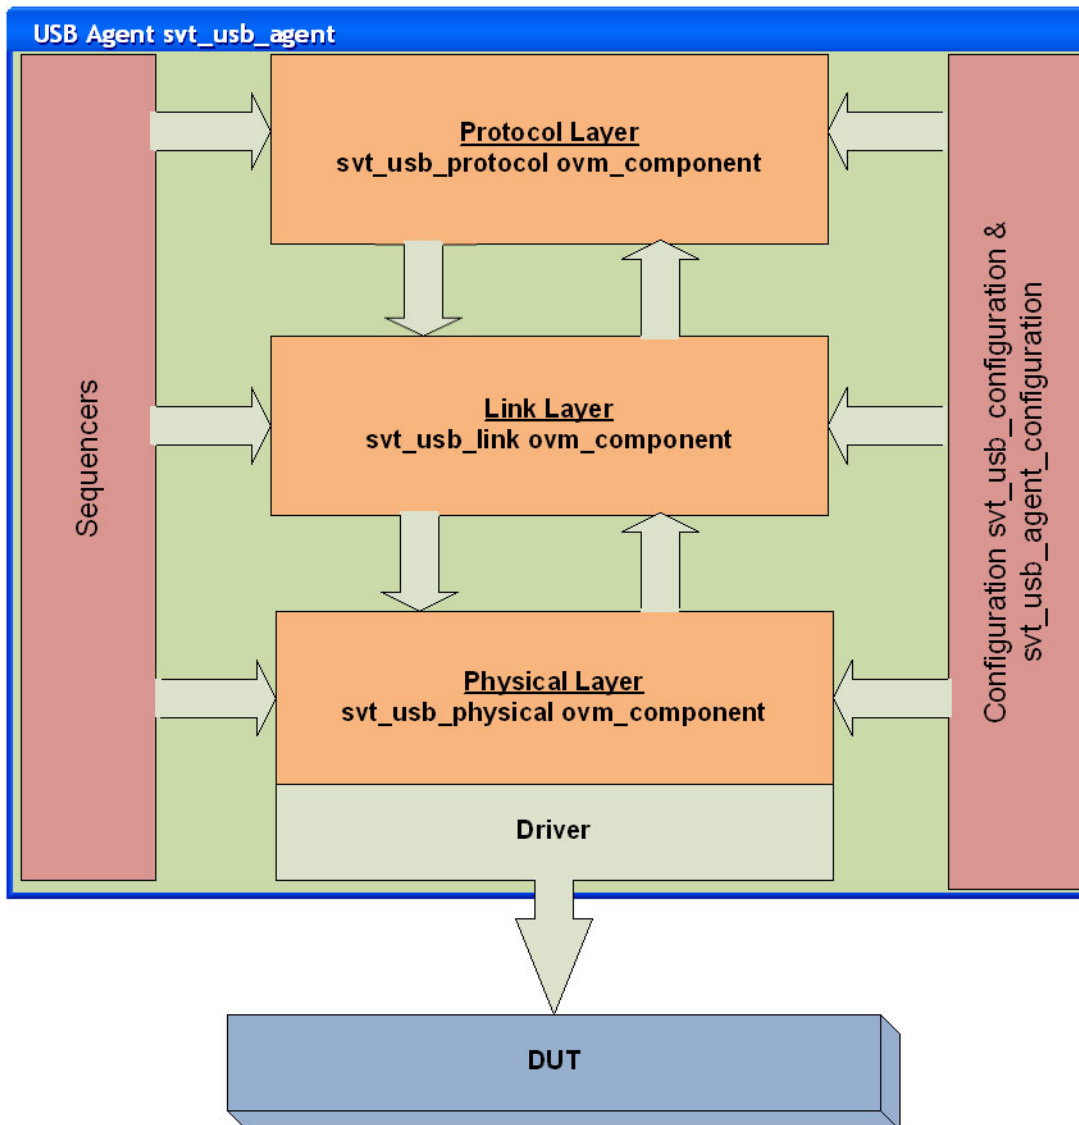 USB Agent svt_usb_agent
Protocol Layer
svt_usb_protocol ovm_component
Sequencers
Link Layer
svt_usb_link ovm_component
Configuration svt_usb_configuration &
svt_usb_agent_configuration
Physical Layer
svt_usb_physical ovm_component
Driver
DUT